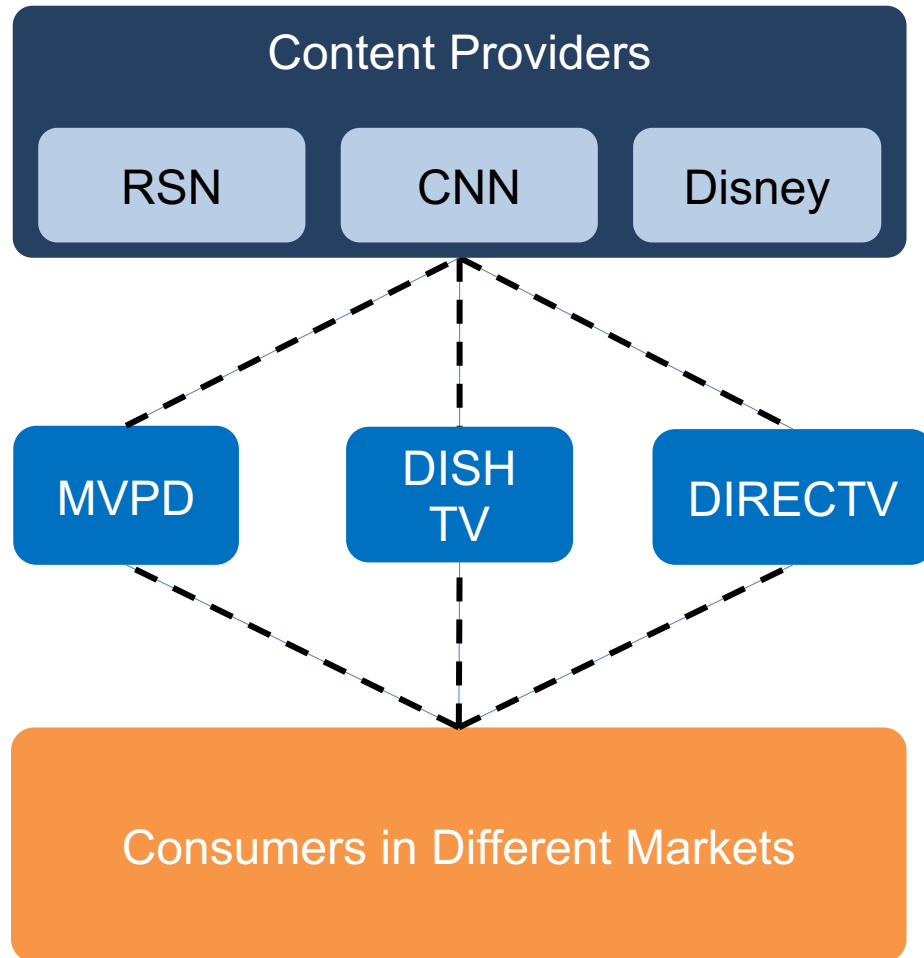 Content Providers
RSN
CNN
Disney
MVPD
DISH
TV
DIRECTV
Consumers in Different Markets